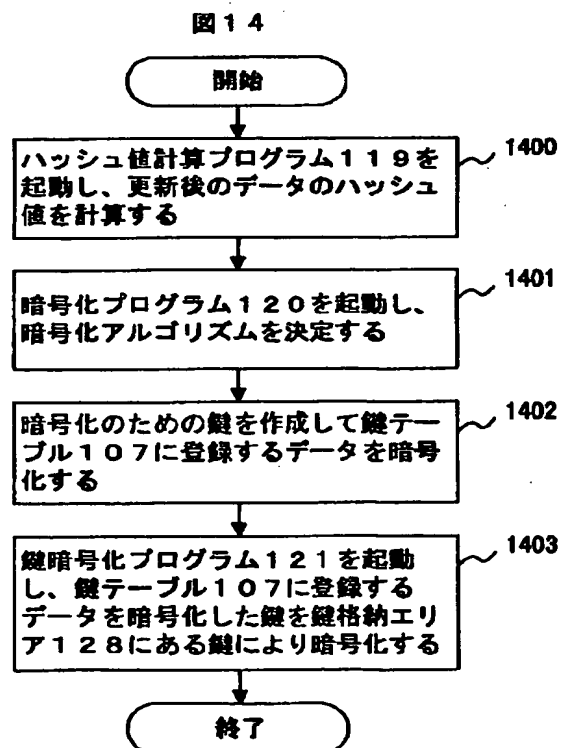 図14
開始
ハッシュ値計算プログラム119を
起動し、更新後のデータのハッシュ
値を計算する
1400
暗号化プログラム120を起動し、
暗号化アルゴリズムを決定する
1401
暗号化のための鍵を作成して鍵テー
ブル107に登録するデータを暗号
化する
1402
鍵暗号化プログラム121を起動
し、鍵テーブル107に登録する
データを暗号化した鍵を鍵格納エリ
ア128にある鍵により暗号化する
1403
終了